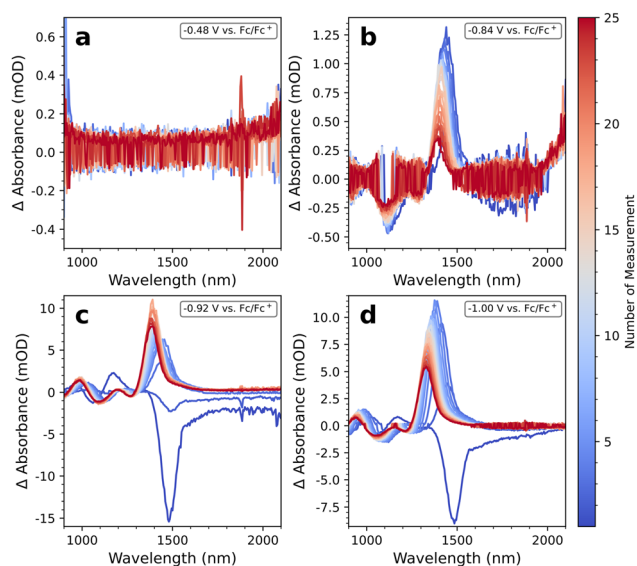 a
-0.48 V vs. Fc/Fc+
0.6
0.4
0.2
0.0
-0.2
-0.4
Δ Absorbance (mOD)
1000 1500 2000
Wavelength (nm)
b
-0.84 V vs. Fc/Fc+
1.25
1.00
0.75
0.50
0.25
0.00
-0.25
-0.50
Δ Absorbance (mOD)
1000 1500 2000
Wavelength (nm)
c
-0.92 V vs. Fc/Fc+
10
5
0
-5
-10
-15
Δ Absorbance (mOD)
1000 1500 2000
Wavelength (nm)
d
-1.00 V vs. Fc/Fc+
10.0
7.5
5.0
2.5
0.0
-2.5
-5.0
-7.5
Δ Absorbance (mOD)
1000 1500 2000
Wavelength (nm)
25
20
15
10
5
Number of Measurement